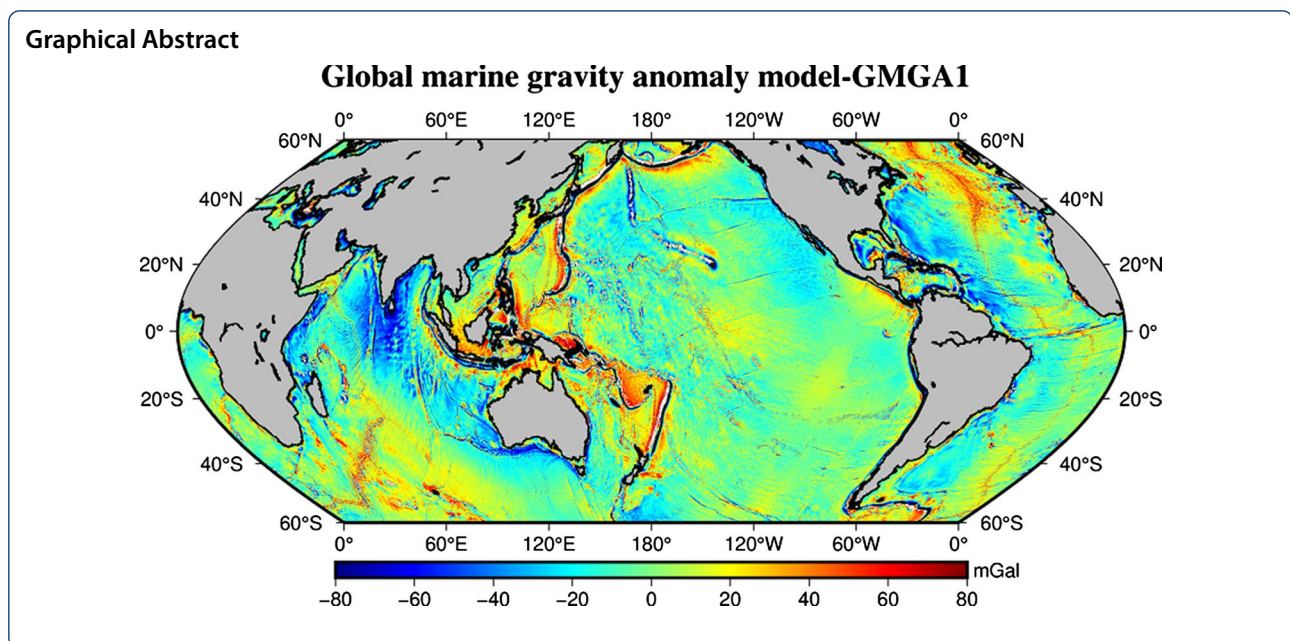 Graphical Abstract
Global marine gravity anomaly model-GMGA1
0° 60°E 120°E 180° 120°W 60°W 0°
60°N 60°N
40°N 40°N
20°N 20°N
0° 0°
20°S 20°S
40°S 40°S
60°S 60°S
0° 60°E 120°E 180° 120°W 60°W 0°
mGal
−80 −60 −40 −20 0 20 40 60 80